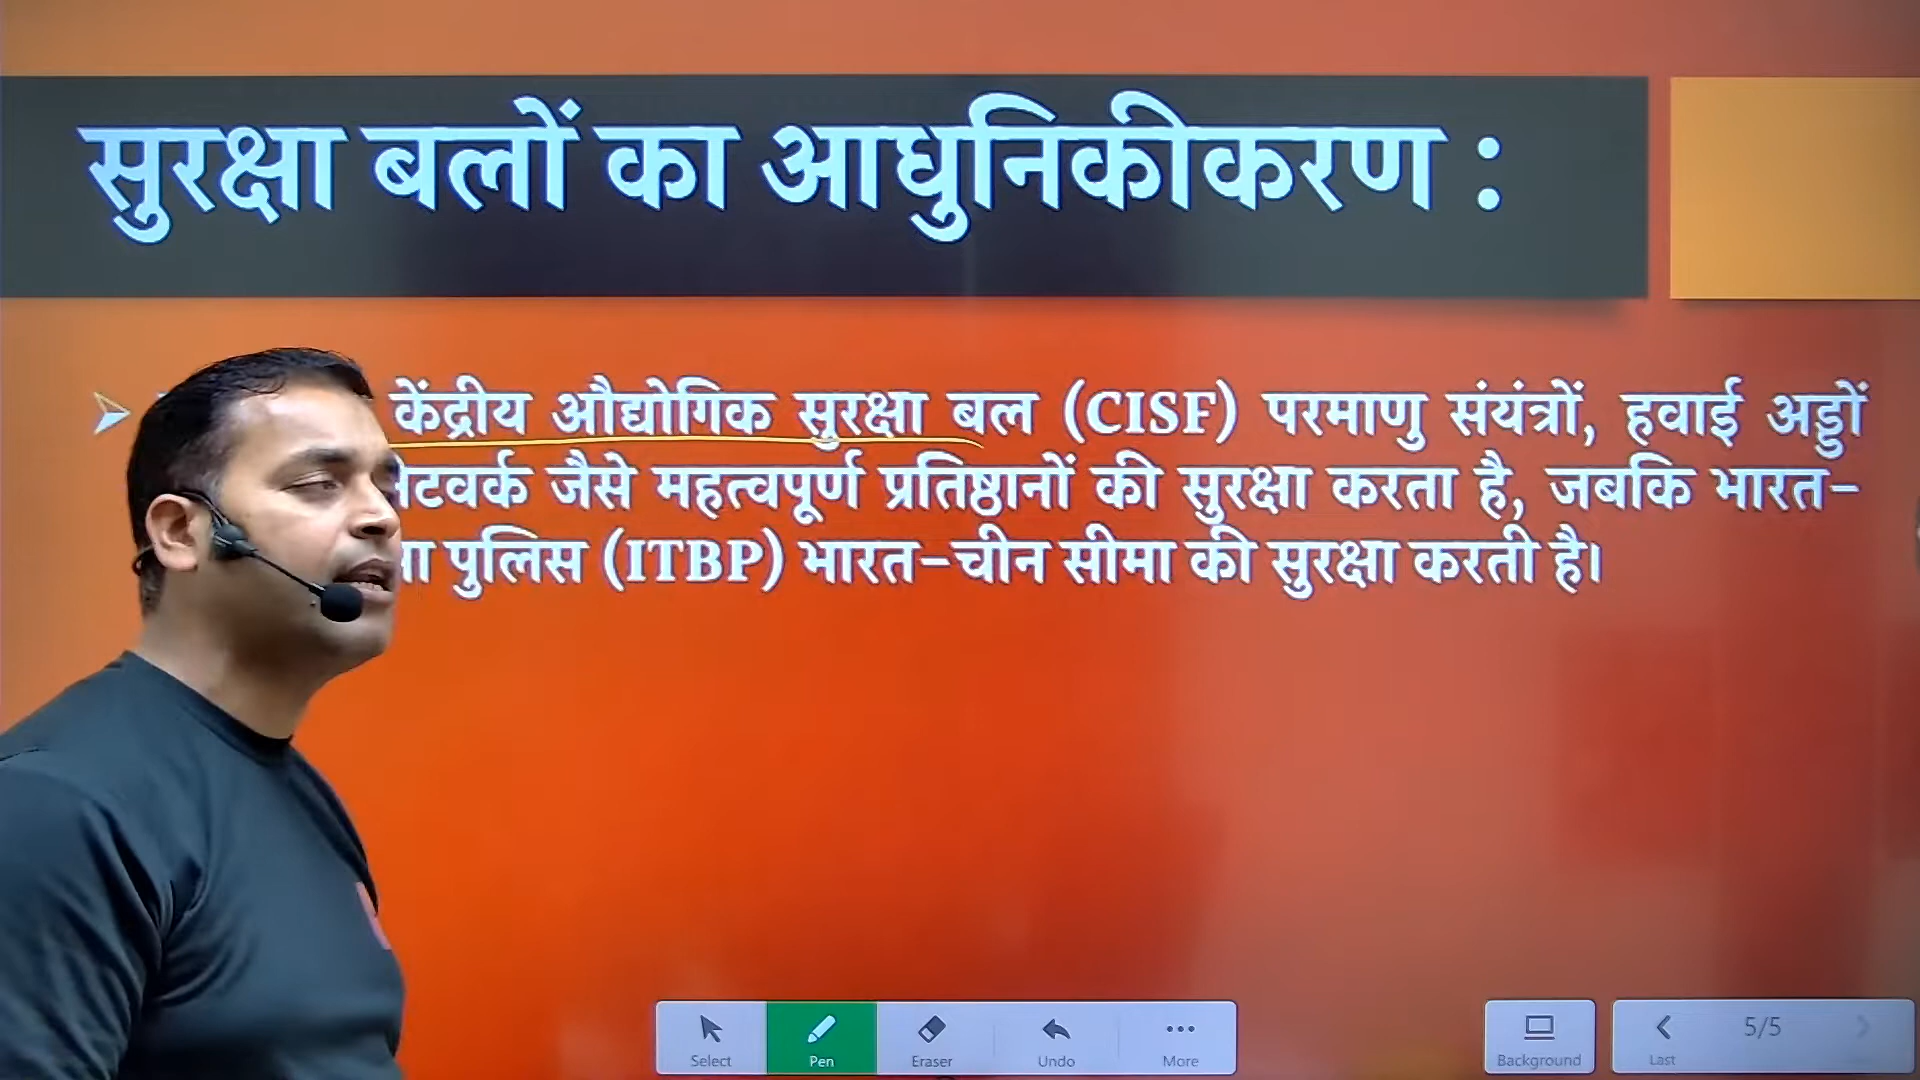 सुरक्षा बलों का आधुनिकीकरण :
केंद्रीय औद्योगिक सुरक्षा बल (CISF) परमाणु संयंत्रों, हवाई अड्डों
जैसे महत्वपूर्ण प्रतिष्ठानों की सुरक्षा करता है, जबकि भारत-
पुलिस (ITBP) भारत-चीन सीमा की सुरक्षा करती है।
Select Pen Eraser Undo More Background Last 5/5